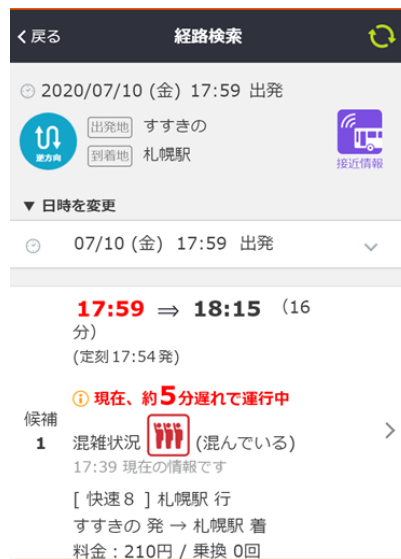 戻る 経路検索
2020/07/10 (金) 17:59 出発
出発地 すすきの
到着地 札幌駅
逆方向
接近情報
▼ 日時を変更
07/10 (金) 17:59 出発
17:59 ⇒ 18:15 (16
分)
(定刻17:54発)
現在、約5分遅れで運行中
候補
1
混雑状況 (混んでいる)
17:39 現在の情報です
[ 快速8 ] 札幌駅 行
すすきの 発 → 札幌駅 着
料金：210円 / 乗換 0回